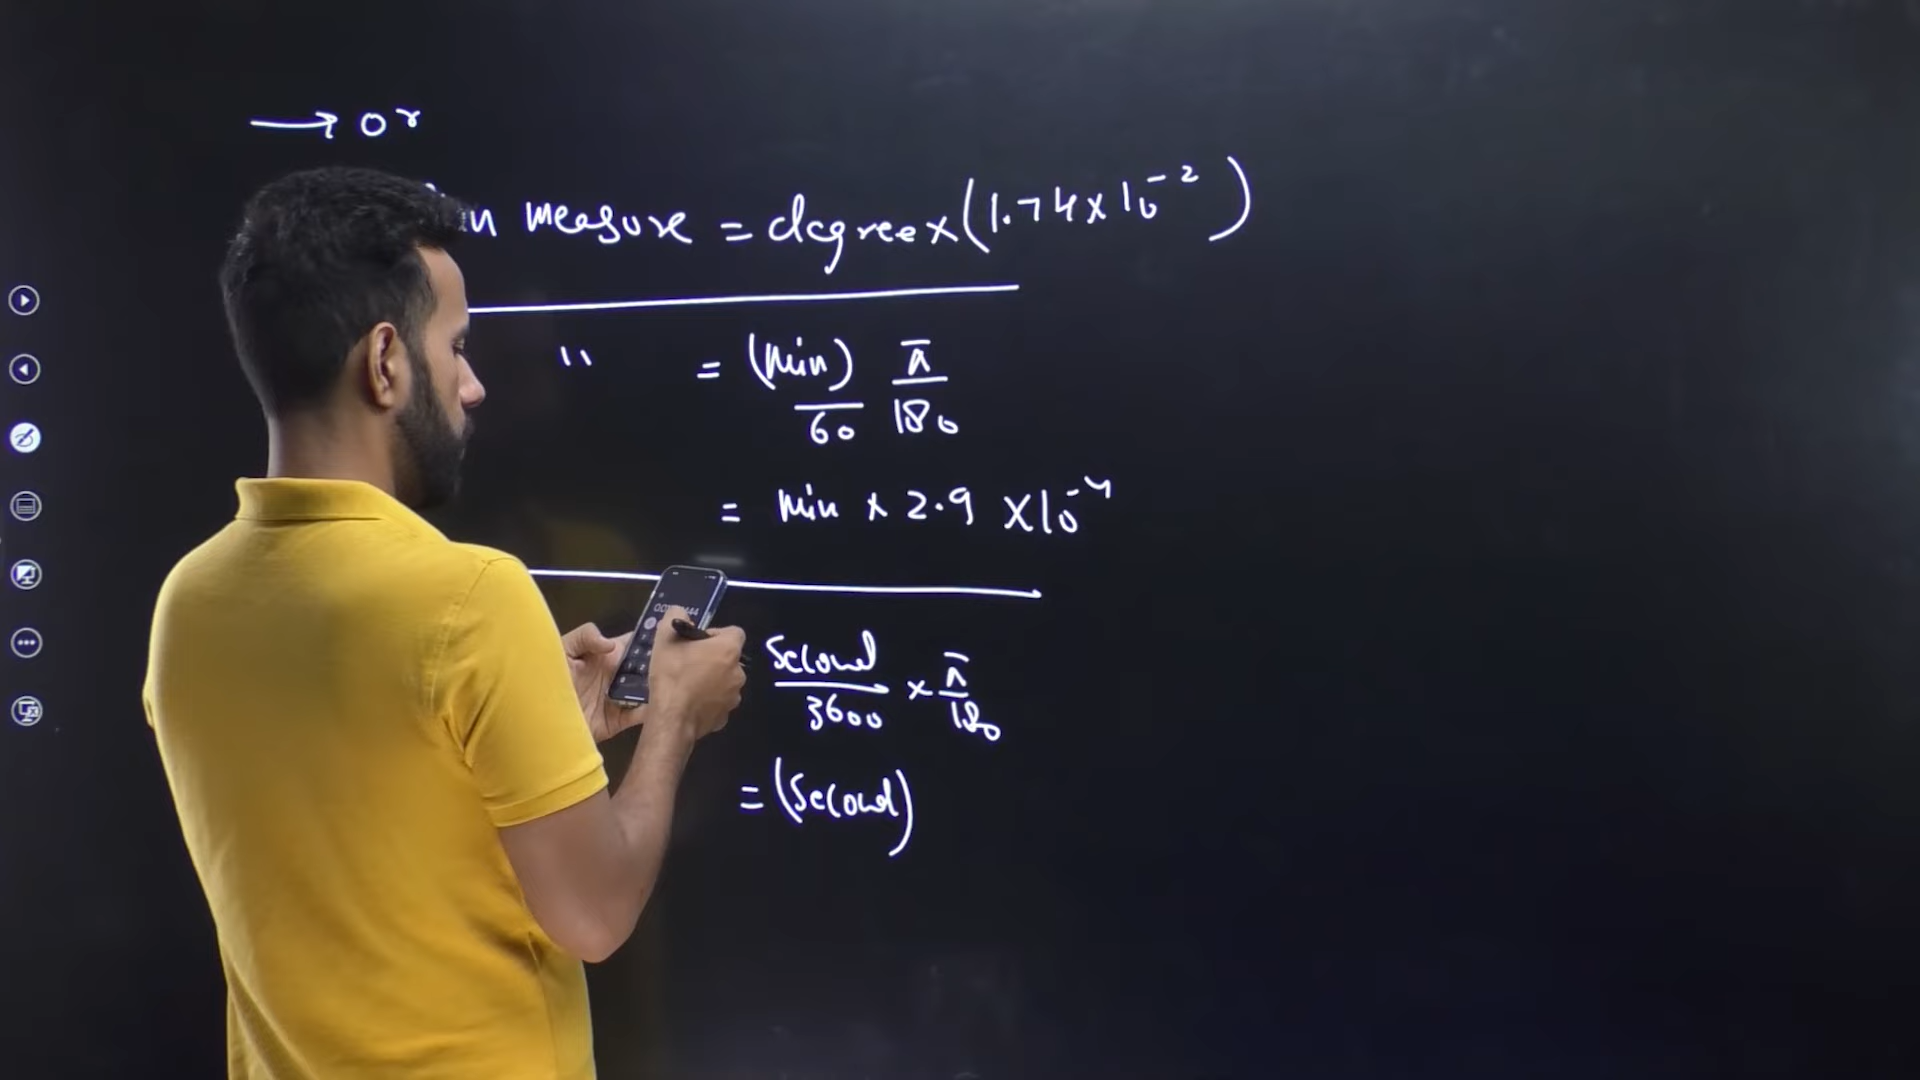 → or
measure = degree × (1.74 × 10⁻²)
" = (min)/60 π/180
= min × 2.9 × 10⁻⁴
second/3600 × π/180
= (second)